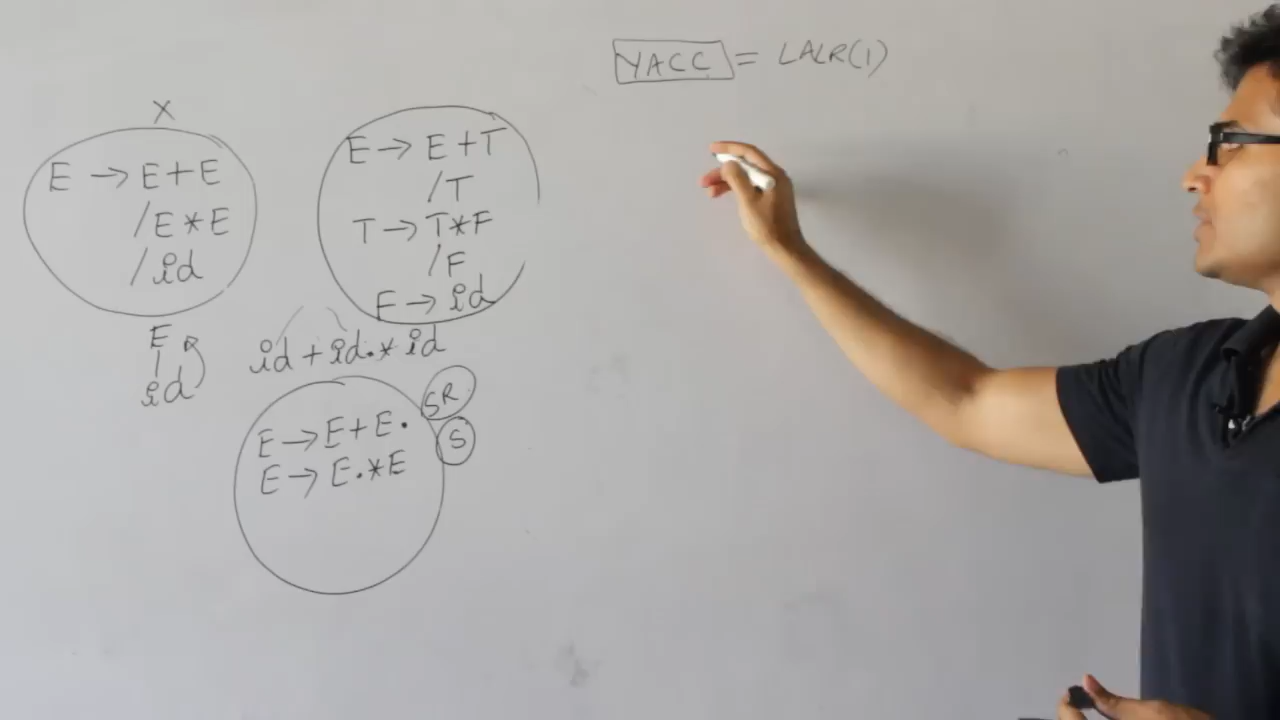 YACC = LALR(1)
X
E → E+E
/E*E
/id
E → E+T
/T
T → T*F
/F
F → id
E
id
id + id.* id
E → E+E.
E → E.*E
SR
S